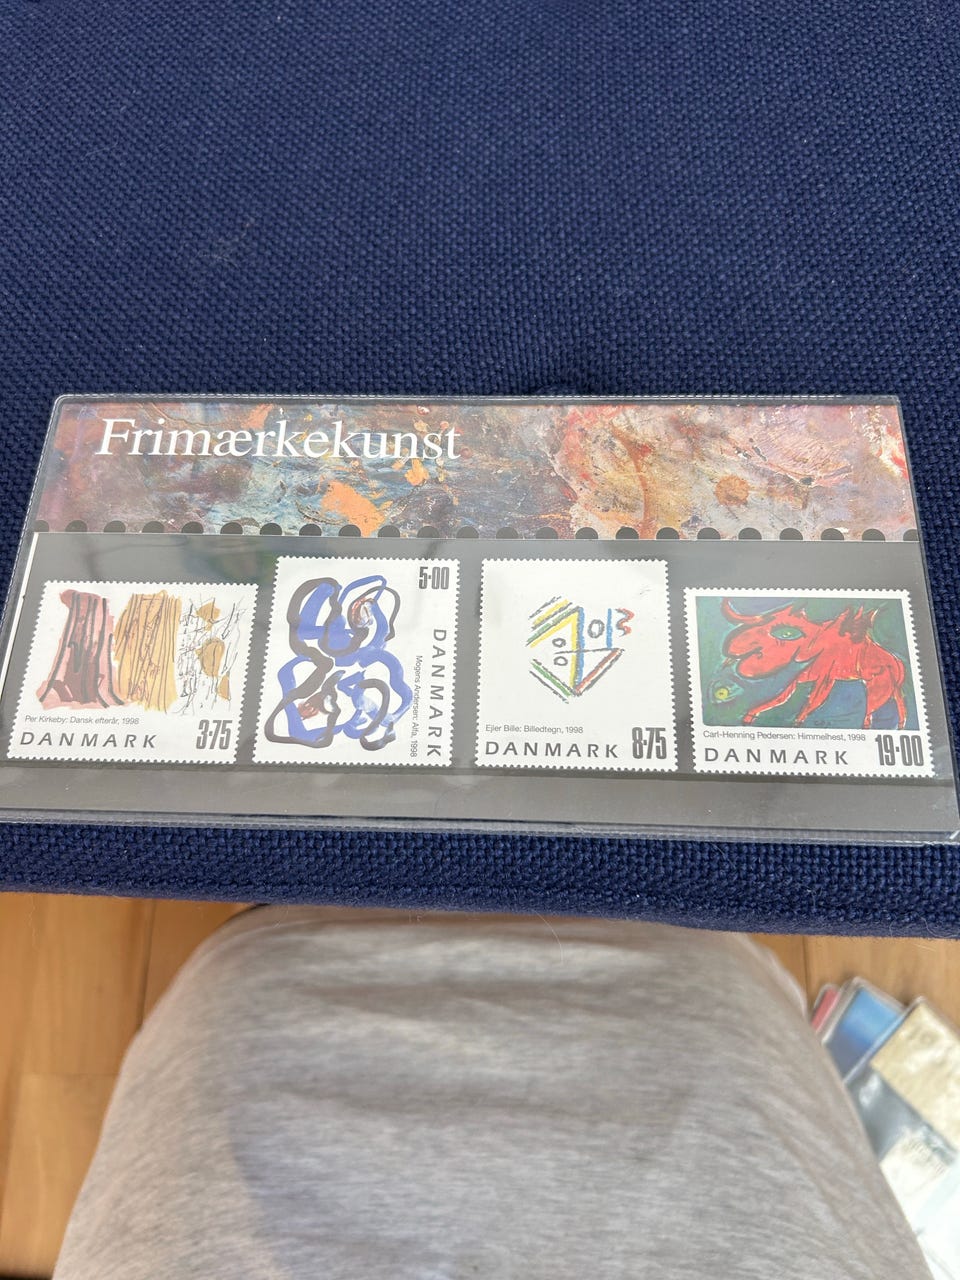 Frimærkekunst
Per Kirkeby: Dansk efterår, 1998
DANMARK 3·75
5·00
DANMARK
Mogens Andersen: Alfa, 1998
Ejler Bille: Billedtegn, 1998
DANMARK 8·75
Carl-Henning Pedersen: Himmelhest, 1998
DANMARK 19·00